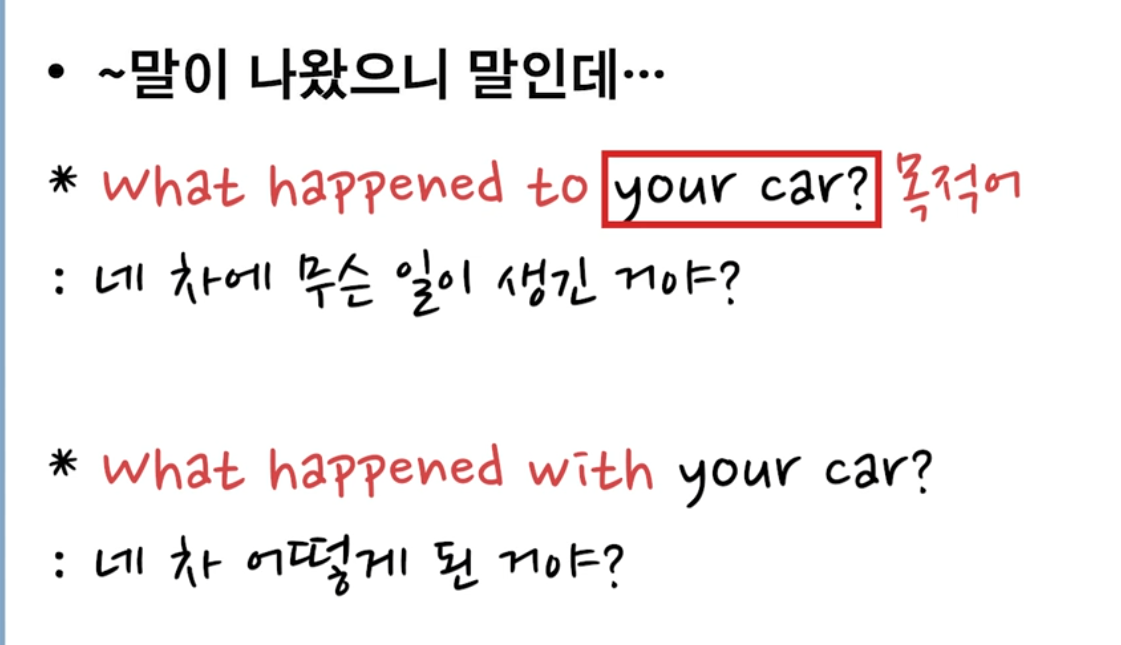 • ~말이 나왔으니 말인데…
* What happened to your car? 목적어
: 네 차에 무슨 일이 생긴 거야?
* What happened with your car?
: 네 차 어떻게 된 거야?